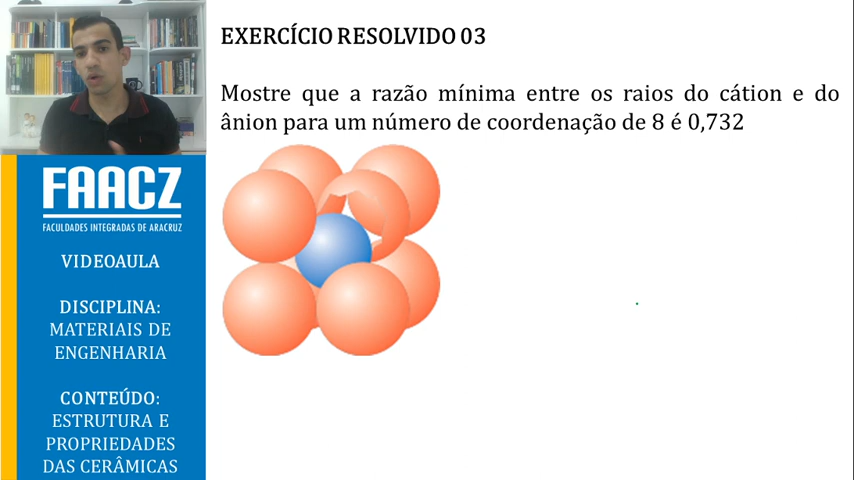 EXERCÍCIO RESOLVIDO 03
Mostre que a razão mínima entre os raios do cátion e do
ânion para um número de coordenação de 8 é 0,732
FAACZ
FACULDADES INTEGRADAS DE ARACRUZ
VIDEOAULA
DISCIPLINA:
MATERIAIS DE
ENGENHARIA
CONTEÚDO:
ESTRUTURA E
PROPRIEDADES
DAS CERÂMICAS